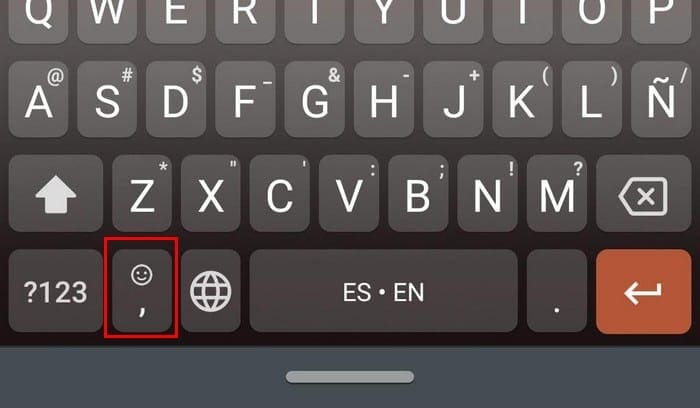 Q W E R T Y U I O P
@ # $ _ & - + ( ) /
A S D F G H J K L Ñ
* " ' : ; ! ?
Z X C V B N M
?123 , ES • EN .